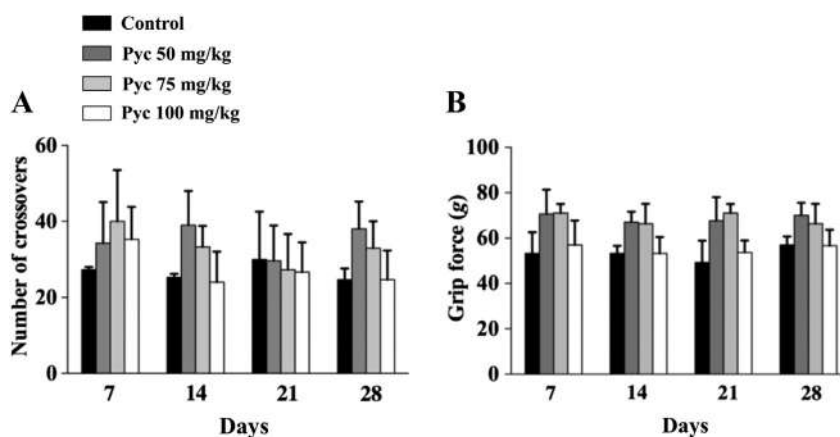 Control
Pyc 50 mg/kg
Pyc 75 mg/kg
Pyc 100 mg/kg
A
Number of crossovers
60
40
20
0
7 14 21 28
Days
B
Grip force (g)
100
80
60
40
20
0
7 14 21 28
Days